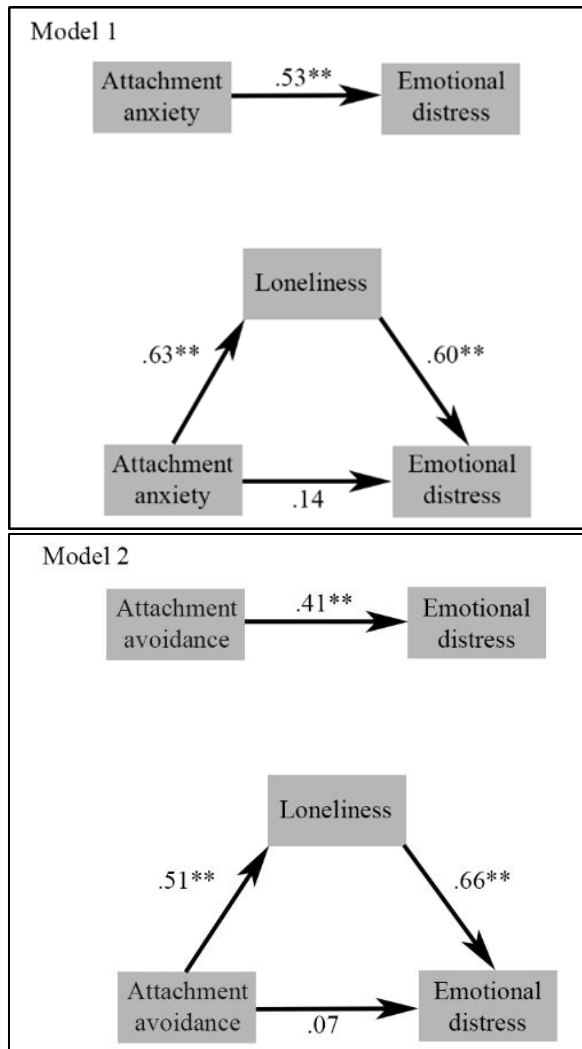 Model 1
Attachment
anxiety
.53**
Emotional
distress
Loneliness
.63**
.60**
Attachment
anxiety
.14
Emotional
distress
Model 2
Attachment
avoidance
.41**
Emotional
distress
Loneliness
.51**
.66**
Attachment
avoidance
.07
Emotional
distress